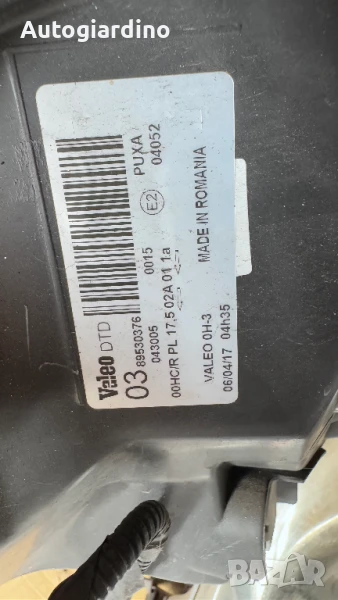 Autogiardino
Valeo DTD
PUXA
04052
03 89530376
0015
E2
043005
00HC/R PL 17,5 02A 01 1a
MADE IN ROMANIA
VALEO 0H-3
06/04/17 04h35
BAZAR